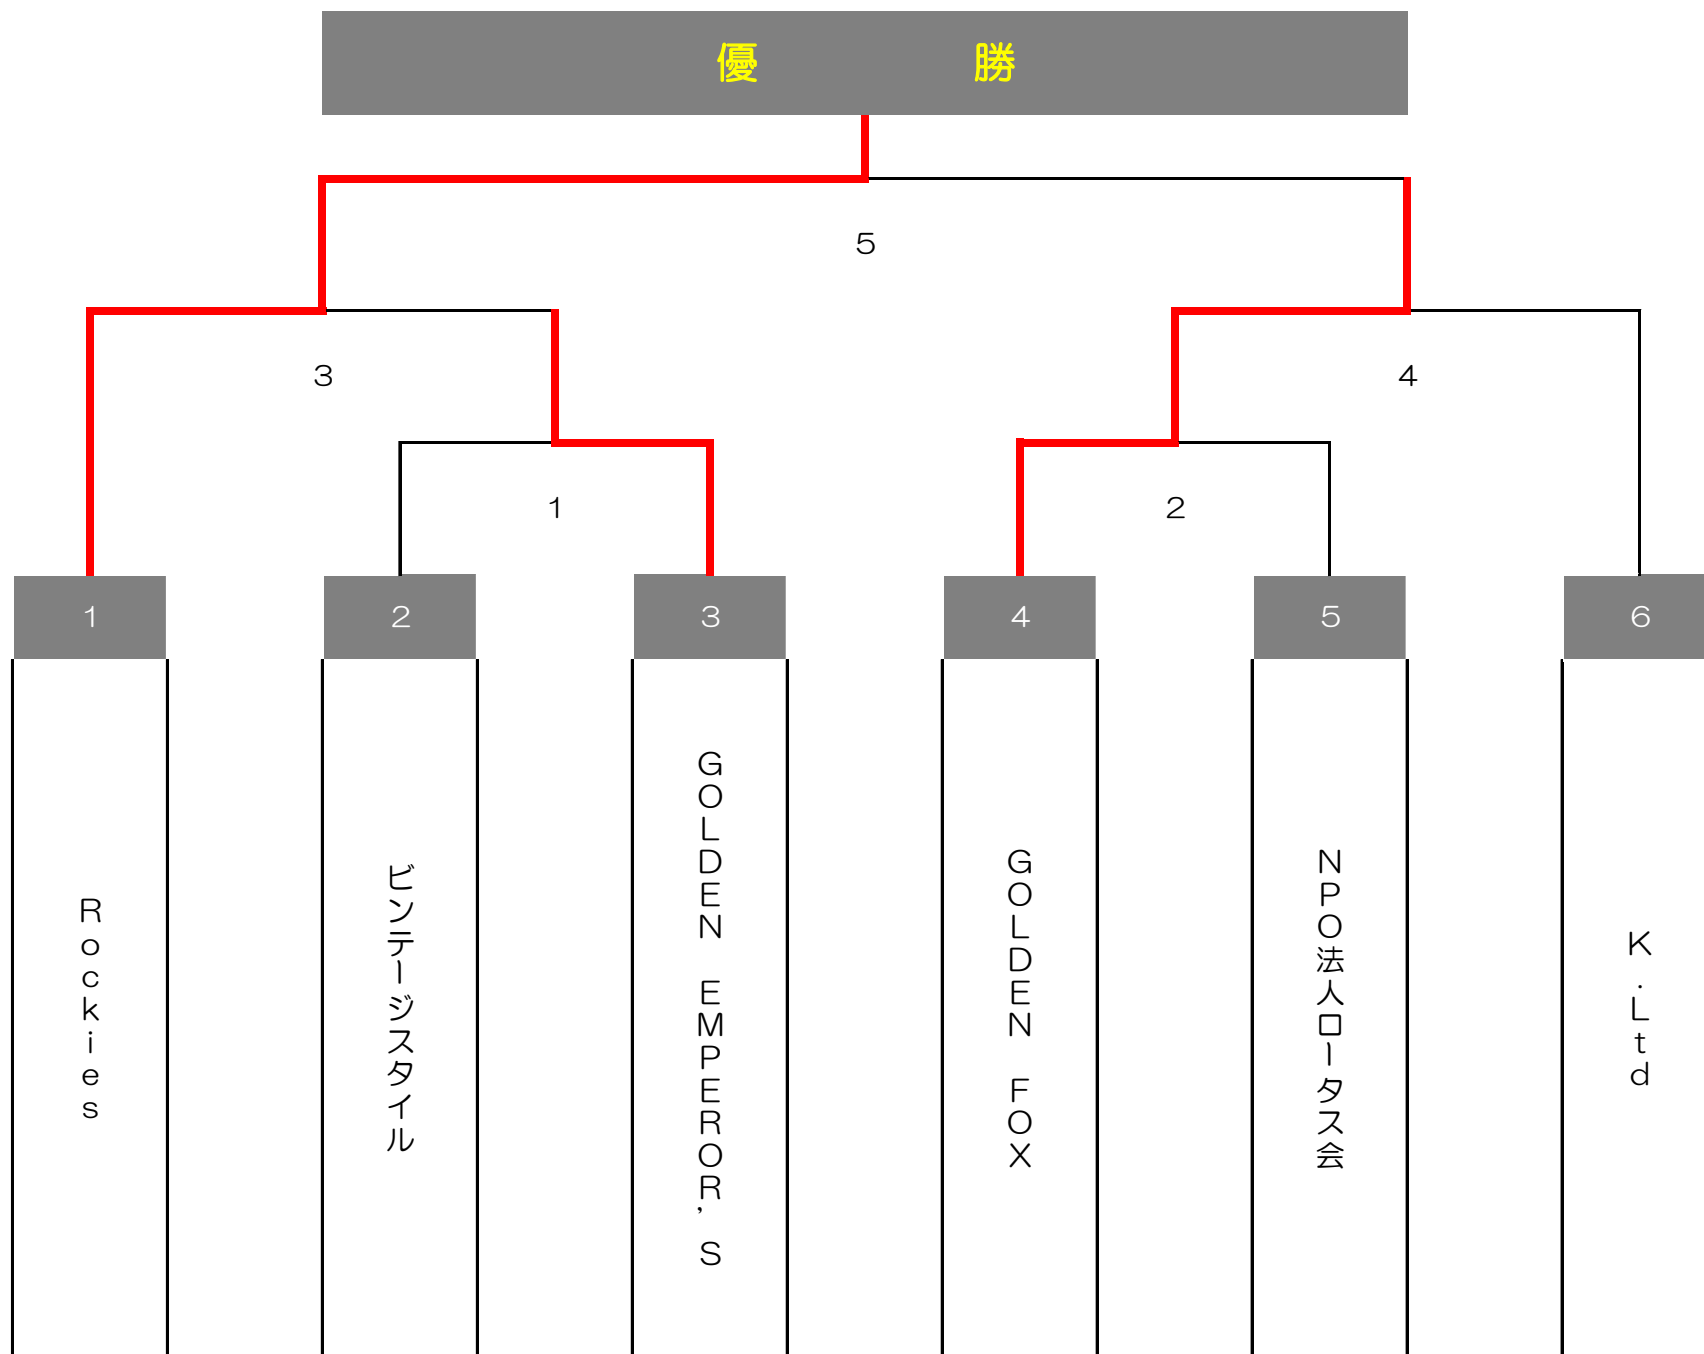 優　勝
５
３
４
１
２
１
２
３
４
５
６
Ｒｏｃｋｉｅｓ
ビンテージスタイル
ＧＯＬＤＥＮ　ＥＭＰＥＲＯＲ’Ｓ
ＧＯＬＤＥＮ　ＦＯＸ
ＮＰＯ法人ロータス会
Ｋ．Ｌｔｄ